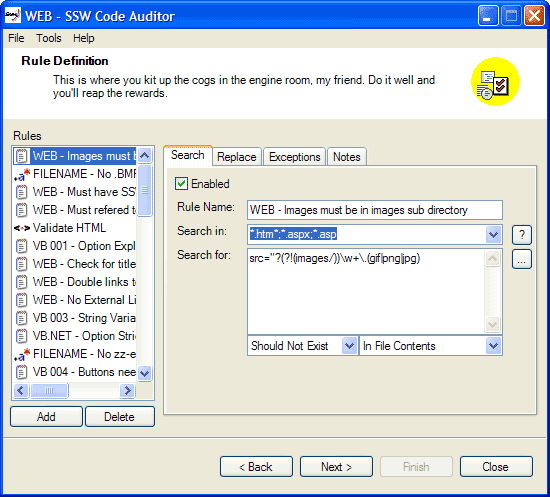 WEB - SSW Code Auditor
File Tools Help
Rule Definition
This is where you kit up the cogs in the engine room, my friend. Do it well and
you'll reap the rewards.
Rules
WEB - Images must b
FILENAME - No .BMF
WEB - Must have SSV
WEB - Must refered to
Validate HTML
VB 001 - Option Expl
WEB - Check for title
WEB - Double links to
WEB - No External Li
VB 003 - String Varia
VB.NET - Option Stric
FILENAME - No zz-e
VB 004 - Buttons nee
Add Delete
Search Replace Exceptions Notes
Enabled
Rule Name: WEB - Images must be in images sub directory
Search in: *.htm*;*.aspx;*.asp ?
Search for: src="?(?!(images/))\w+\.(gif|png|jpg) ...
Should Not Exist In File Contents
< Back Next > Finish Close